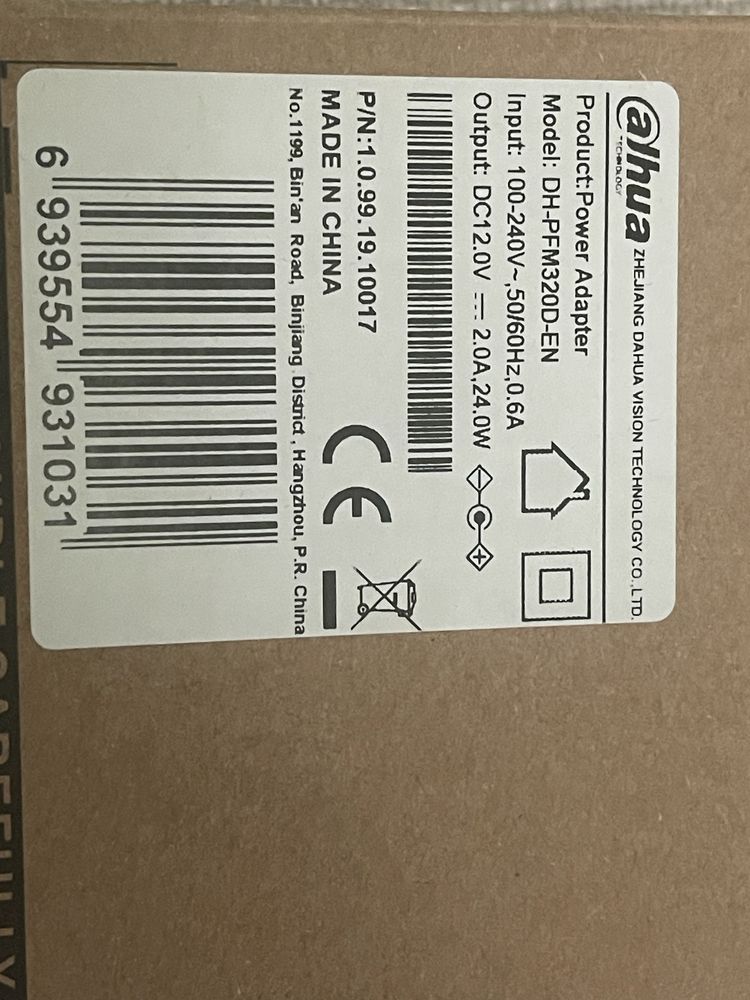 alhua
TECHNOLOGY
ZHEJIANG DAHUA VISION TECHNOLOGY CO.,LTD.
Product:Power Adapter
Model: DH-PFM320D-EN
Input: 100-240V~,50/60Hz,0.6A
Output: DC12.0V ⎓ 2.0A,24.0W
P/N:1.0.99.19.10017
MADE IN CHINA
CE
No.1199, Bin'an Road, Binjiang District, Hangzhou, P.R. China
6 939554 931031
CAREFULLY